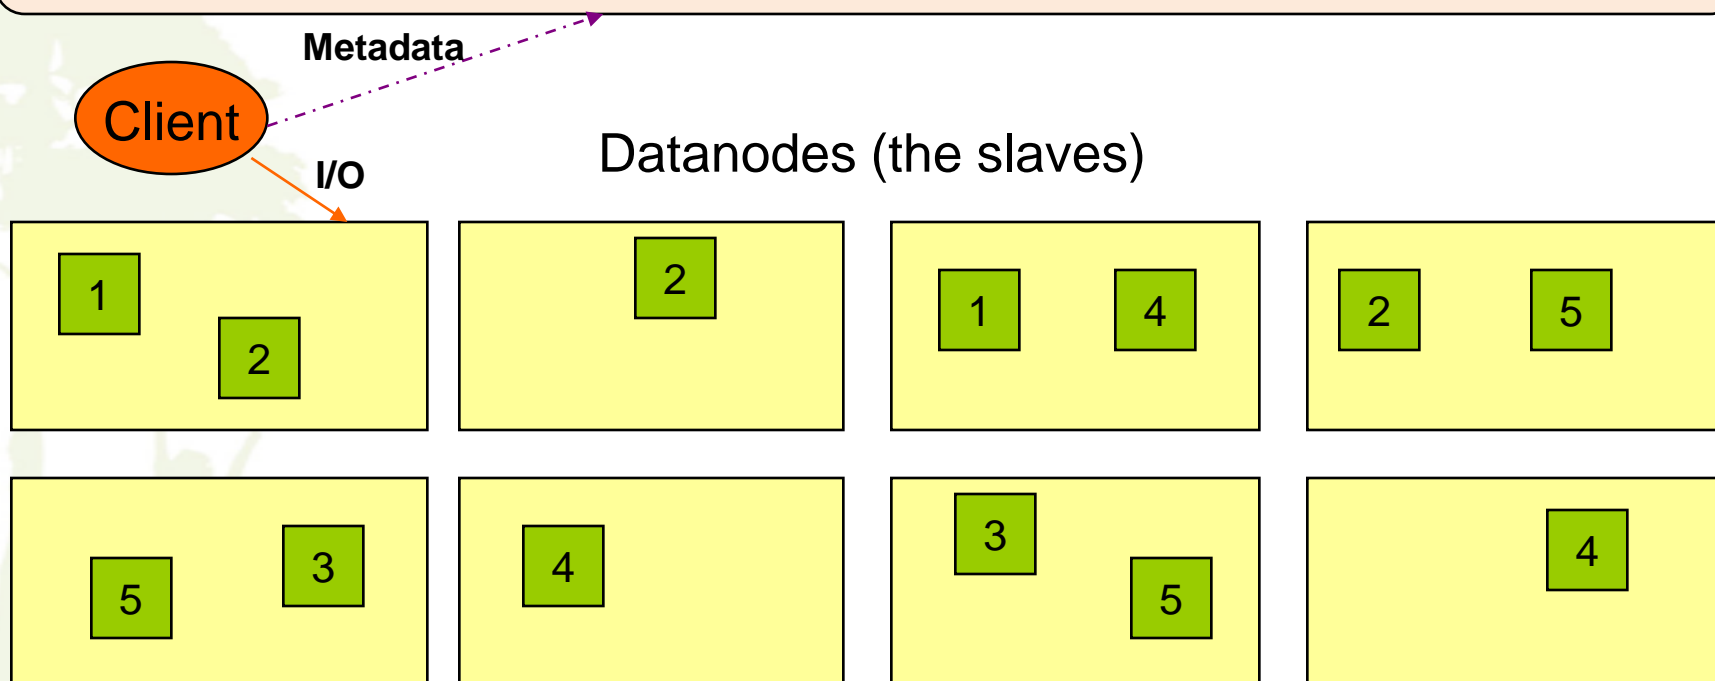 Metadata
Client
Datanodes (the slaves)
I/O
1
2
2
1 4
2 5
5 3
4
3
5
4